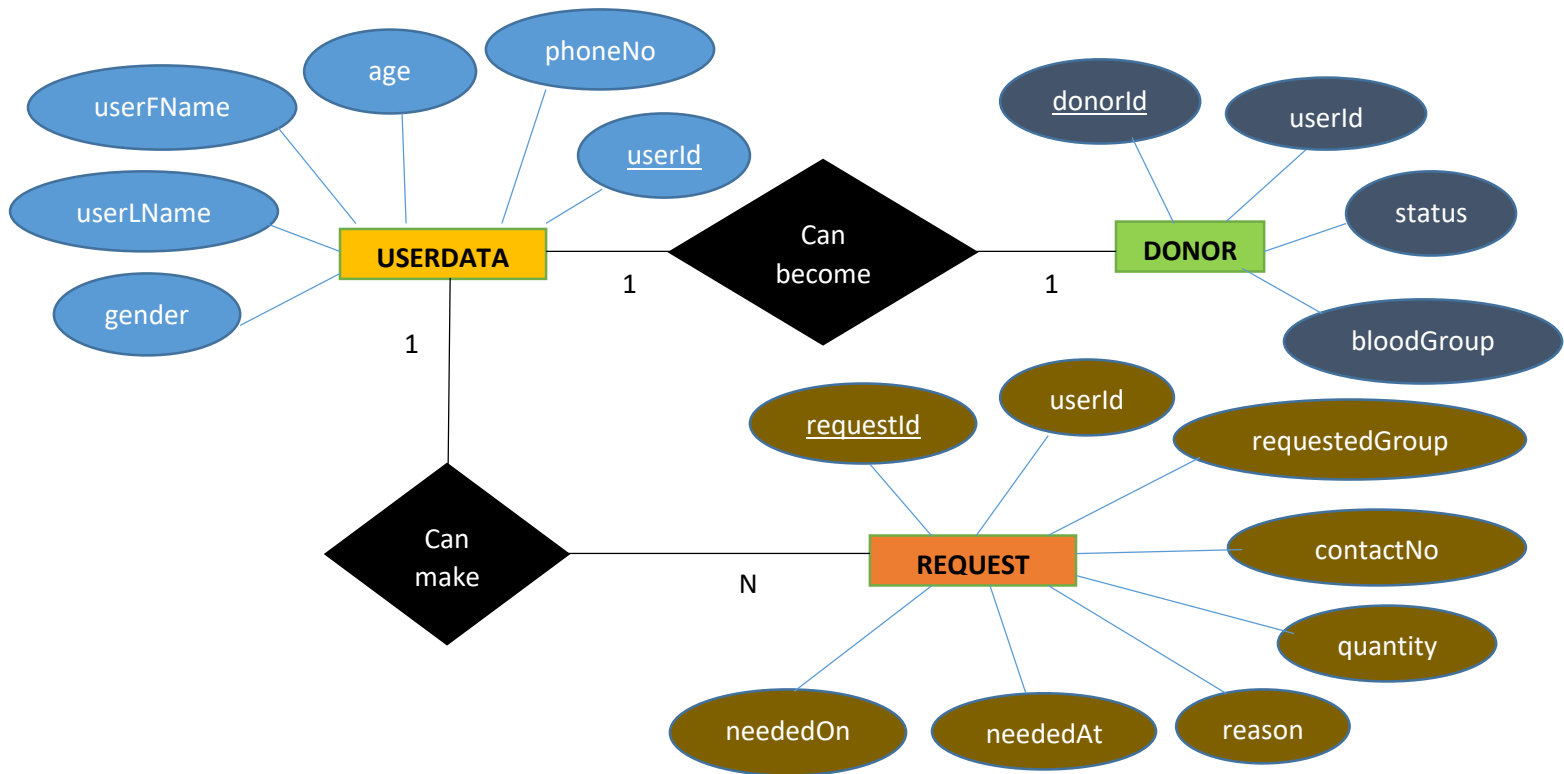 phoneNo
age
userFName
userId
userLName
gender
USERDATA
1
Can
become
1
donorId
userId
status
DONOR
bloodGroup
1
Can
make
N
requestId
userId
requestedGroup
REQUEST
contactNo
quantity
neededOn
neededAt
reason